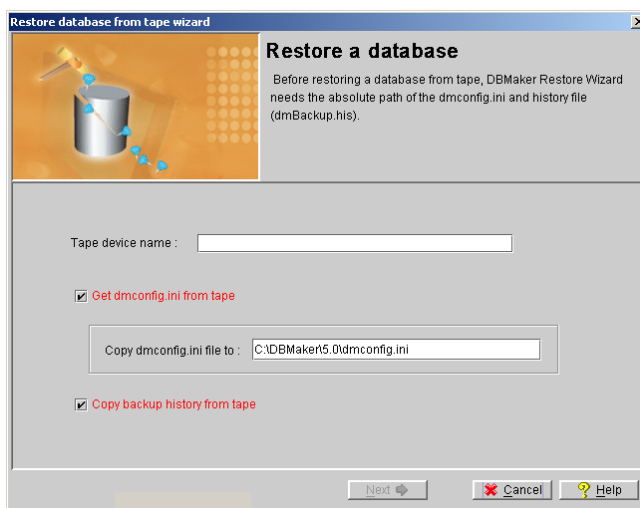 Restore database from tape wizard
Restore a database
Before restoring a database from tape, DBMaker Restore Wizard
needs the absolute path of the dmconfig.ini and history file
(dmBackup.his).
Tape device name :
Get dmconfig.ini from tape
Copy dmconfig.ini file to : C:\DBMaker\5.0\dmconfig.ini
Copy backup history from tape
Next Cancel Help